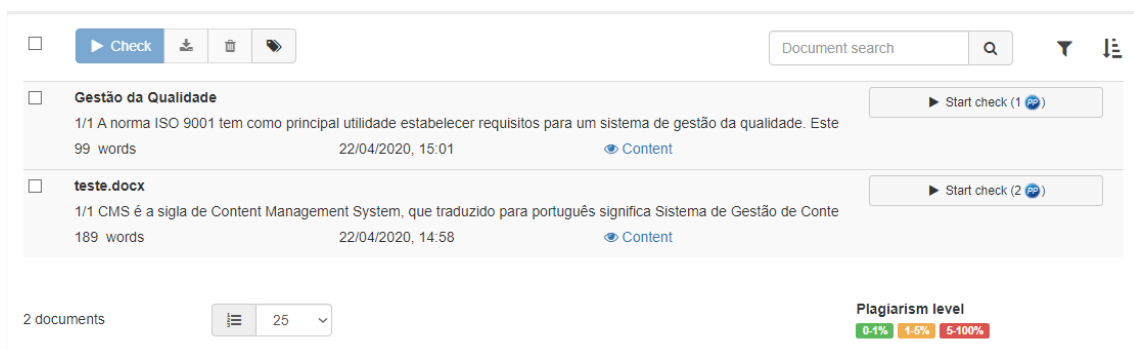 Check
Document search
Gestão da Qualidade
Start check (1 PP)
1/1 A norma ISO 9001 tem como principal utilidade estabelecer requisitos para um sistema de gestão da qualidade. Este
99 words 22/04/2020, 15:01 Content
teste.docx
Start check (2 PP)
1/1 CMS é a sigla de Content Management System, que traduzido para português significa Sistema de Gestão de Conte
189 words 22/04/2020, 14:58 Content
2 documents 25
Plagiarism level
0-1% 1-5% 5-100%